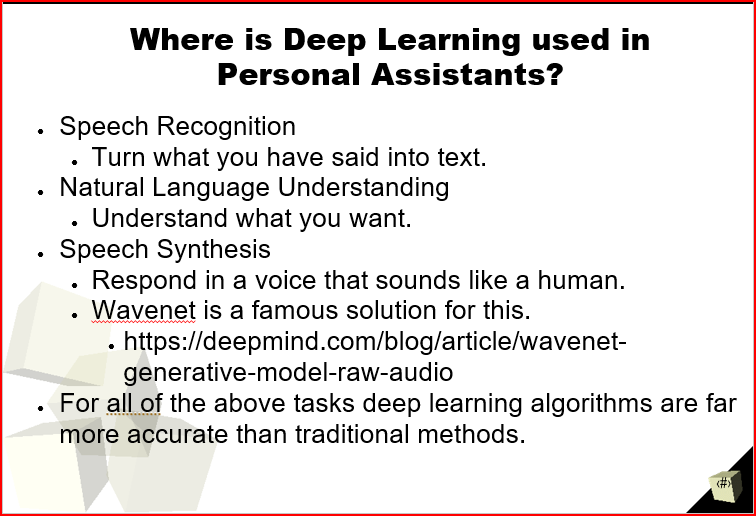 Where is Deep Learning used in
Personal Assistants?
• Speech Recognition
• Turn what you have said into text.
• Natural Language Understanding
• Understand what you want.
• Speech Synthesis
• Respond in a voice that sounds like a human.
• Wavenet is a famous solution for this.
• https://deepmind.com/blog/article/wavenet-
generative-model-raw-audio
• For all of the above tasks deep learning algorithms are far
more accurate than traditional methods.
‹#›